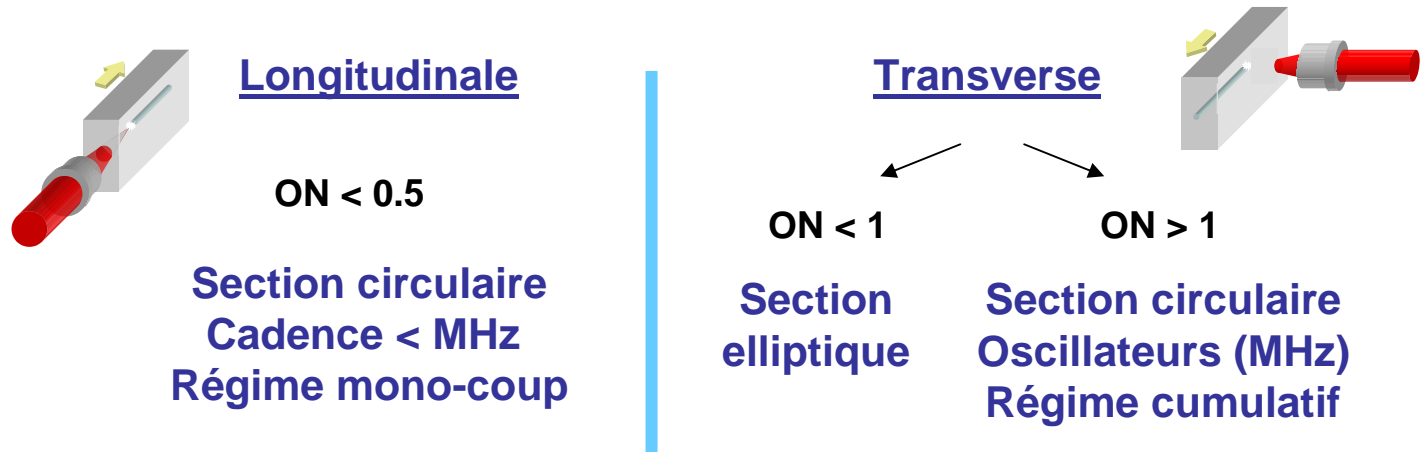 Longitudinale
ON < 0.5
Section circulaire
Cadence < MHz
Régime mono-coup
Transverse
ON < 1
Section
elliptique
ON > 1
Section circulaire
Oscillateurs (MHz)
Régime cumulatif